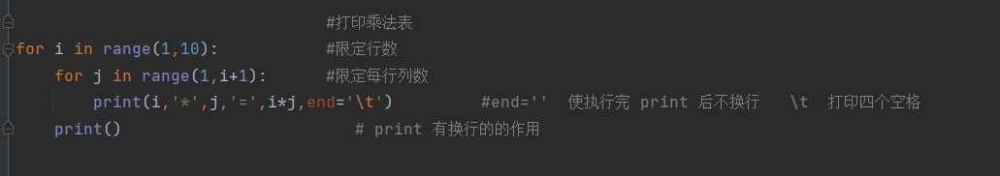 #打印乘法表
for i in range(1,10): #限定行数
for j in range(1,i+1): #限定每行列数
print(i,'*',j,'=',i*j,end='\t') #end='' 使执行完 print 后不换行 \t 打印四个空格
print() # print 有换行的的作用